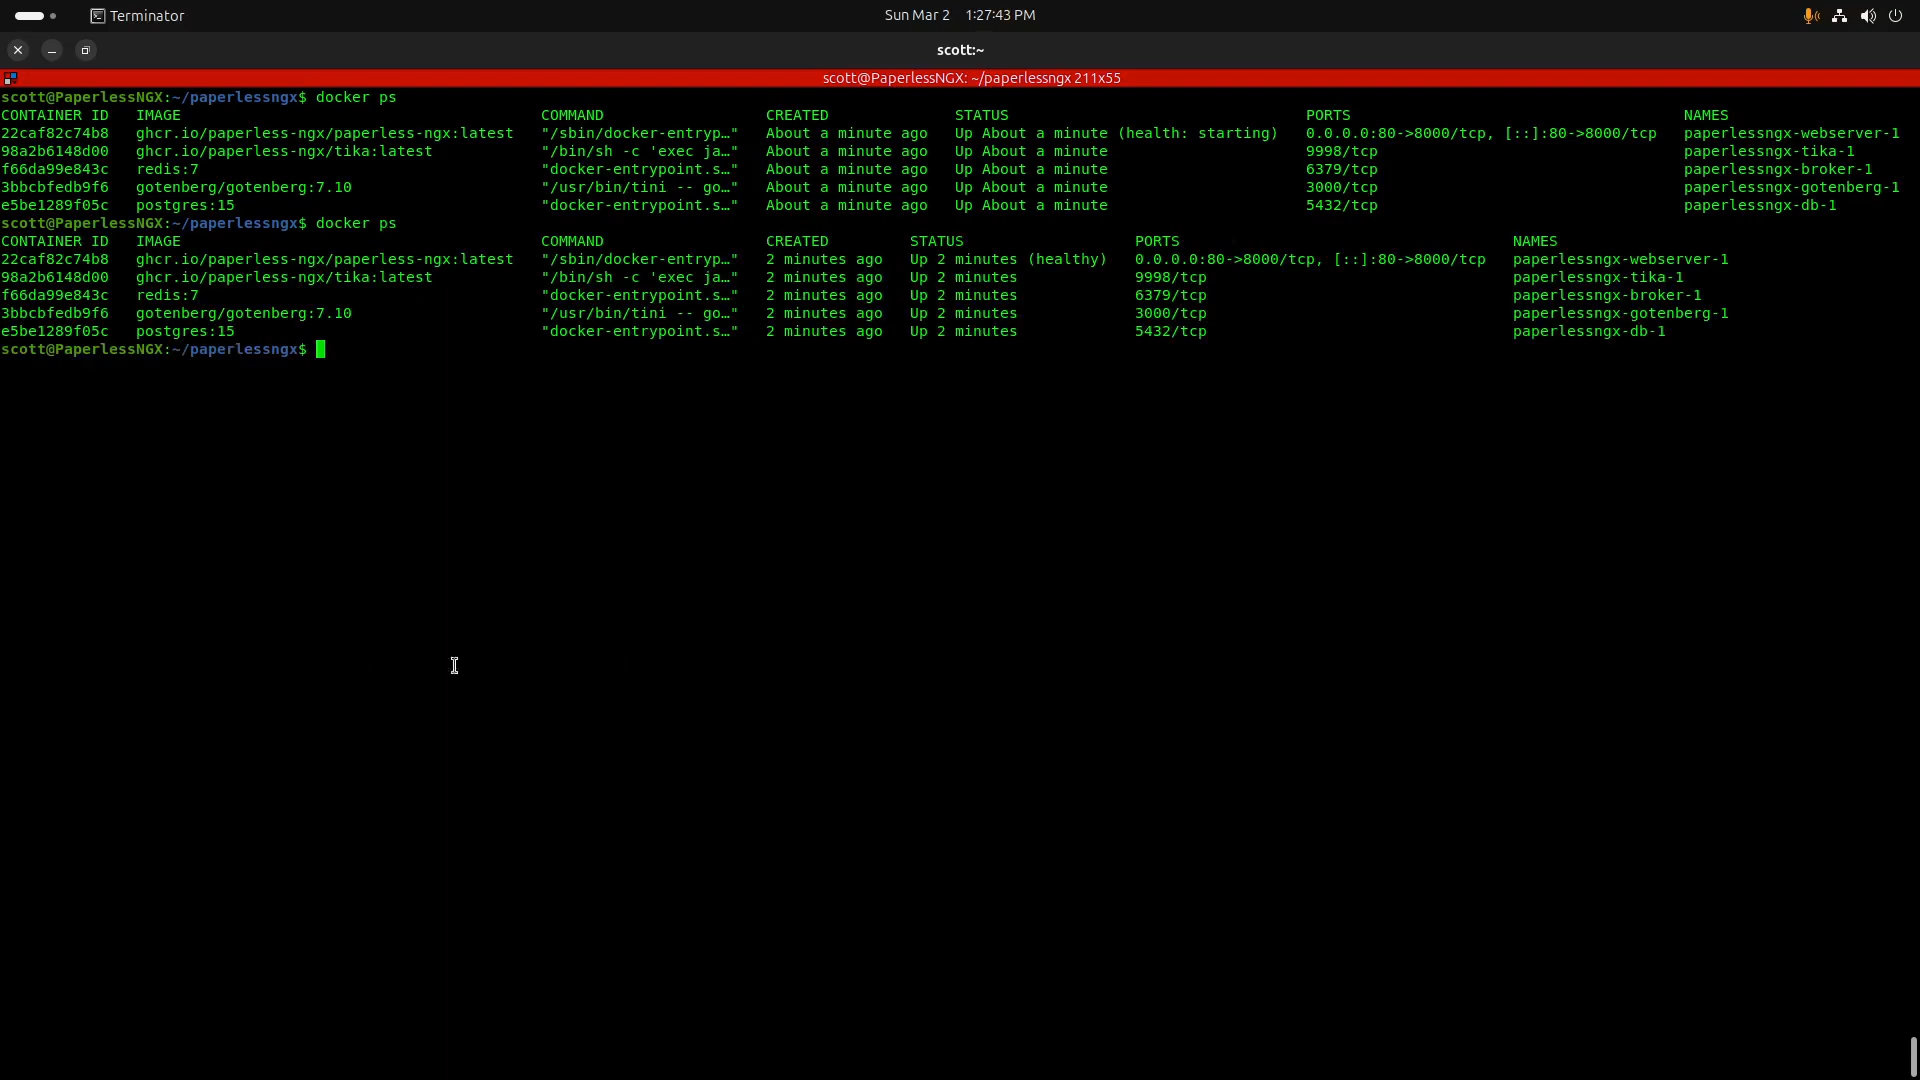 Terminator
Sun Mar 2 1:27:43 PM
scott:~
scott@PaperlessNGX: ~/paperlessngx 211x55
scott@PaperlessNGX:~/paperlessngx$ docker ps
CONTAINER ID IMAGE COMMAND CREATED STATUS PORTS NAMES
22caf82c74b8 ghcr.io/paperless-ngx/paperless-ngx:latest "/sbin/docker-entryp…" About a minute ago Up About a minute (health: starting) 0.0.0.0:80->8000/tcp, [::]:80->8000/tcp paperlessngx-webserver-1
98a2b6148d00 ghcr.io/paperless-ngx/tika:latest "/bin/sh -c 'exec ja…" About a minute ago Up About a minute 9998/tcp paperlessngx-tika-1
f66da99e843c redis:7 "docker-entrypoint.s…" About a minute ago Up About a minute 6379/tcp paperlessngx-broker-1
3bbcbfedb9f6 gotenberg/gotenberg:7.10 "/usr/bin/tini -- go…" About a minute ago Up About a minute 3000/tcp paperlessngx-gotenberg-1
e5be1289f05c postgres:15 "docker-entrypoint.s…" About a minute ago Up About a minute 5432/tcp paperlessngx-db-1
scott@PaperlessNGX:~/paperlessngx$ docker ps
CONTAINER ID IMAGE COMMAND CREATED STATUS PORTS NAMES
22caf82c74b8 ghcr.io/paperless-ngx/paperless-ngx:latest "/sbin/docker-entryp…" 2 minutes ago Up 2 minutes (healthy) 0.0.0.0:80->8000/tcp, [::]:80->8000/tcp paperlessngx-webserver-1
98a2b6148d00 ghcr.io/paperless-ngx/tika:latest "/bin/sh -c 'exec ja…" 2 minutes ago Up 2 minutes 9998/tcp paperlessngx-tika-1
f66da99e843c redis:7 "docker-entrypoint.s…" 2 minutes ago Up 2 minutes 6379/tcp paperlessngx-broker-1
3bbcbfedb9f6 gotenberg/gotenberg:7.10 "/usr/bin/tini -- go…" 2 minutes ago Up 2 minutes 3000/tcp paperlessngx-gotenberg-1
e5be1289f05c postgres:15 "docker-entrypoint.s…" 2 minutes ago Up 2 minutes 5432/tcp paperlessngx-db-1
scott@PaperlessNGX:~/paperlessngx$